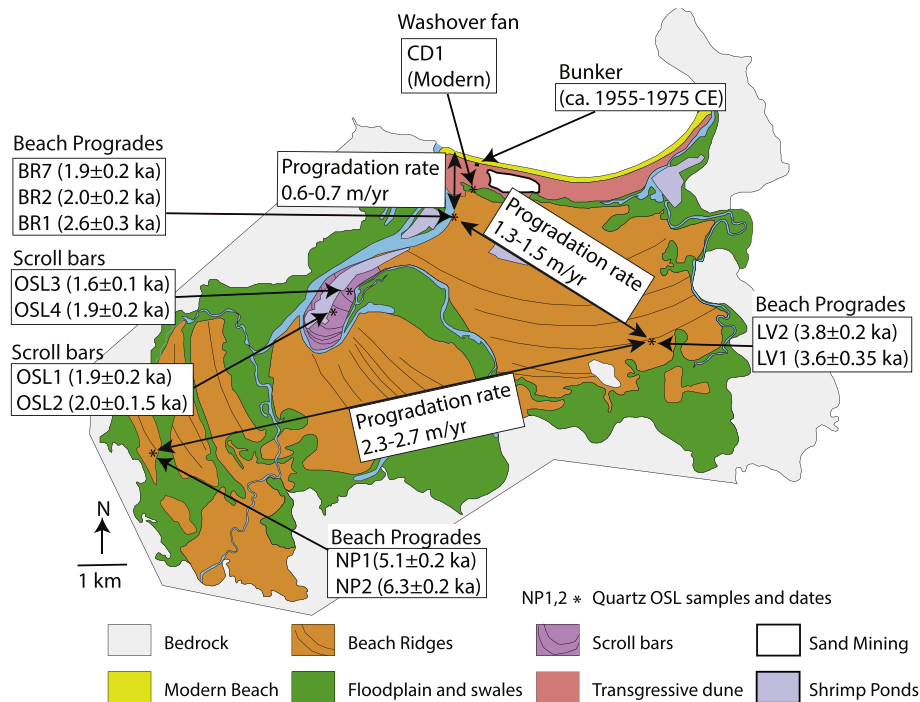 Washover fan
CD1
(Modern)
Bunker
(ca. 1955-1975 CE)
Beach Progrades
BR7 (1.9±0.2 ka)
BR2 (2.0±0.2 ka)
BR1 (2.6±0.3 ka)
Progradation rate
0.6-0.7 m/yr
Progradation rate
1.3-1.5 m/yr
Scroll bars
OSL3 (1.6±0.1 ka)
OSL4 (1.9±0.2 ka)
Beach Progrades
LV2 (3.8±0.2 ka)
LV1 (3.6±0.35 ka)
Scroll bars
OSL1 (1.9±0.2 ka)
OSL2 (2.0±0.1.5 ka)
Progradation rate
2.3-2.7 m/yr
N
1 km
Beach Progrades
NP1(5.1±0.2 ka)
NP2 (6.3±0.2 ka)
NP1,2 * Quartz OSL samples and dates
Bedrock
Beach Ridges
Scroll bars
Sand Mining
Modern Beach
Floodplain and swales
Transgressive dune
Shrimp Ponds